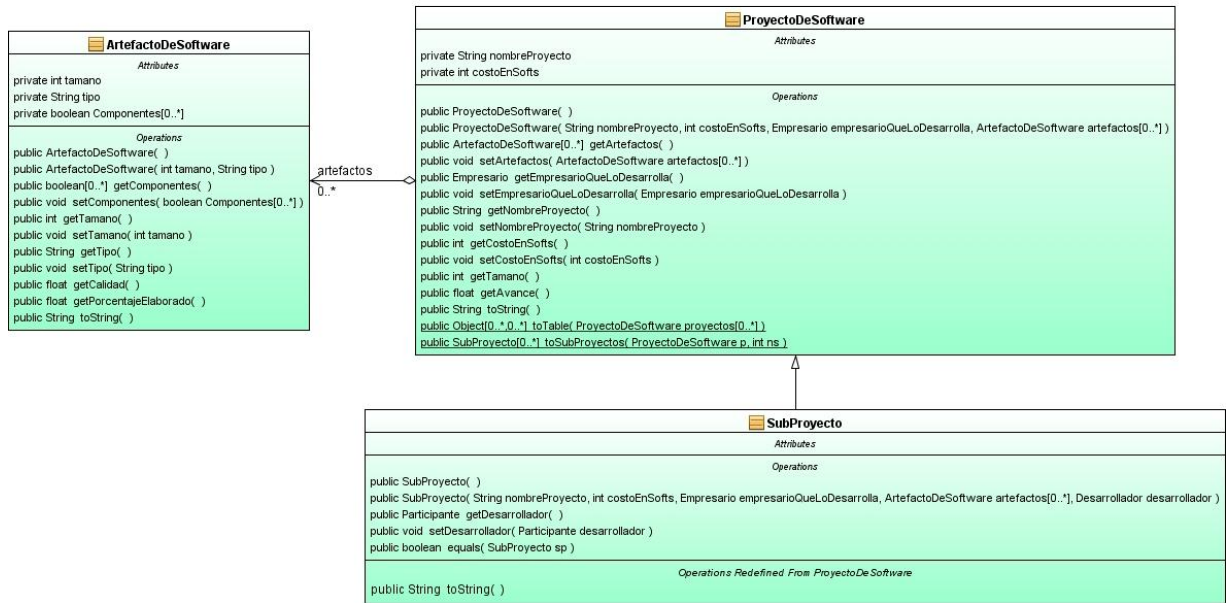 ArtefactoDeSoftware
Attributes
private int tamano
private String tipo
private boolean Componentes[0..*]
Operations
public ArtefactoDeSoftware( )
public ArtefactoDeSoftware( int tamano, String tipo )
public boolean[0..*] getComponentes( )
public void setComponentes( boolean Componentes[0..*] )
public int getTamano( )
public void setTamano( int tamano )
public String getTipo( )
public void setTipo( String tipo )
public float getCalidad( )
public float getPorcentajeElaborado( )
public String toString( )
artefactos
0..*
ProyectoDeSoftware
Attributes
private String nombreProyecto
private int costoEnSofts
Operations
public ProyectoDeSoftware( )
public ProyectoDeSoftware( String nombreProyecto, int costoEnSofts, Empresario empresarioQueLoDesarrolla, ArtefactoDeSoftware artefactos[0..*] )
public ArtefactoDeSoftware[0..*] getArtefactos( )
public void setArtefactos( ArtefactoDeSoftware artefactos[0..*] )
public Empresario getEmpresarioQueLoDesarrolla( )
public void setEmpresarioQueLoDesarrolla( Empresario empresarioQueLoDesarrolla )
public String getNombreProyecto( )
public void setNombreProyecto( String nombreProyecto )
public int getCostoEnSofts( )
public void setCostoEnSofts( int costoEnSofts )
public int getTamano( )
public float getAvance( )
public String toString( )
public Object[0..*,0..*] toTable( ProyectoDeSoftware proyectos[0..*] )
public SubProyecto[0..*] toSubProyectos( ProyectoDeSoftware p, int ns )
SubProyecto
Attributes
Operations
public SubProyecto( )
public SubProyecto( String nombreProyecto, int costoEnSofts, Empresario empresarioQueLoDesarrolla, ArtefactoDeSoftware artefactos[0..*], Desarrollador desarrollador )
public Participante getDesarrollador( )
public void setDesarrollador( Participante desarrollador )
public boolean equals( SubProyecto sp )
Operations Redefined From ProyectoDeSoftware
public String toString( )